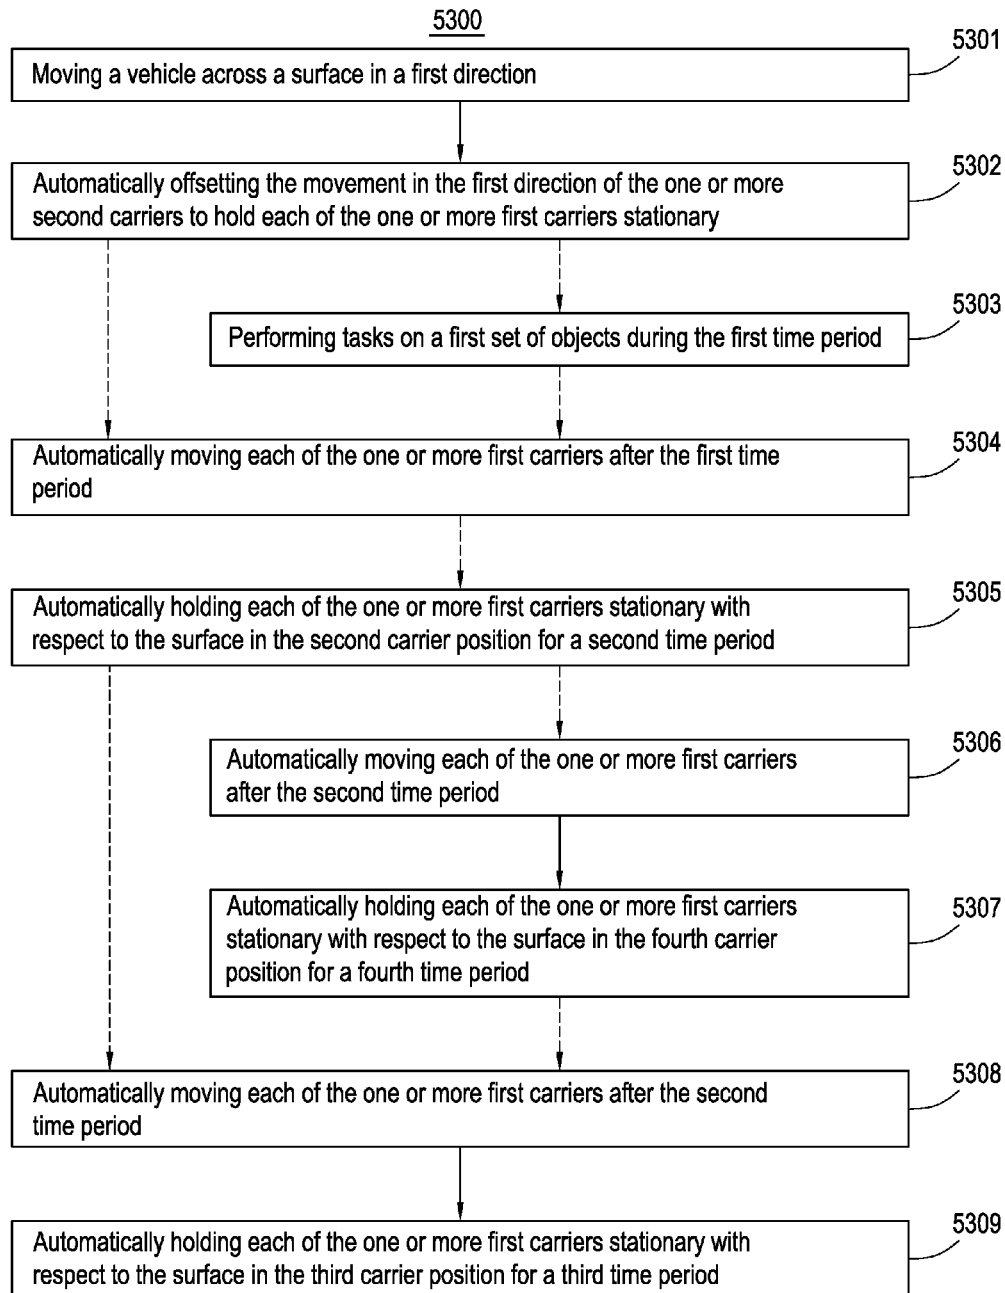 5300
5301
Moving a vehicle across a surface in a first direction
5302
Automatically offsetting the movement in the first direction of the one or more
second carriers to hold each of the one or more first carriers stationary
5303
Performing tasks on a first set of objects during the first time period
5304
Automatically moving each of the one or more first carriers after the first time
period
5305
Automatically holding each of the one or more first carriers stationary with
respect to the surface in the second carrier position for a second time period
5306
Automatically moving each of the one or more first carriers
after the second time period
5307
Automatically holding each of the one or more first carriers
stationary with respect to the surface in the fourth carrier
position for a fourth time period
5308
Automatically moving each of the one or more first carriers after the second
time period
5309
Automatically holding each of the one or more first carriers stationary with
respect to the surface in the third carrier position for a third time period